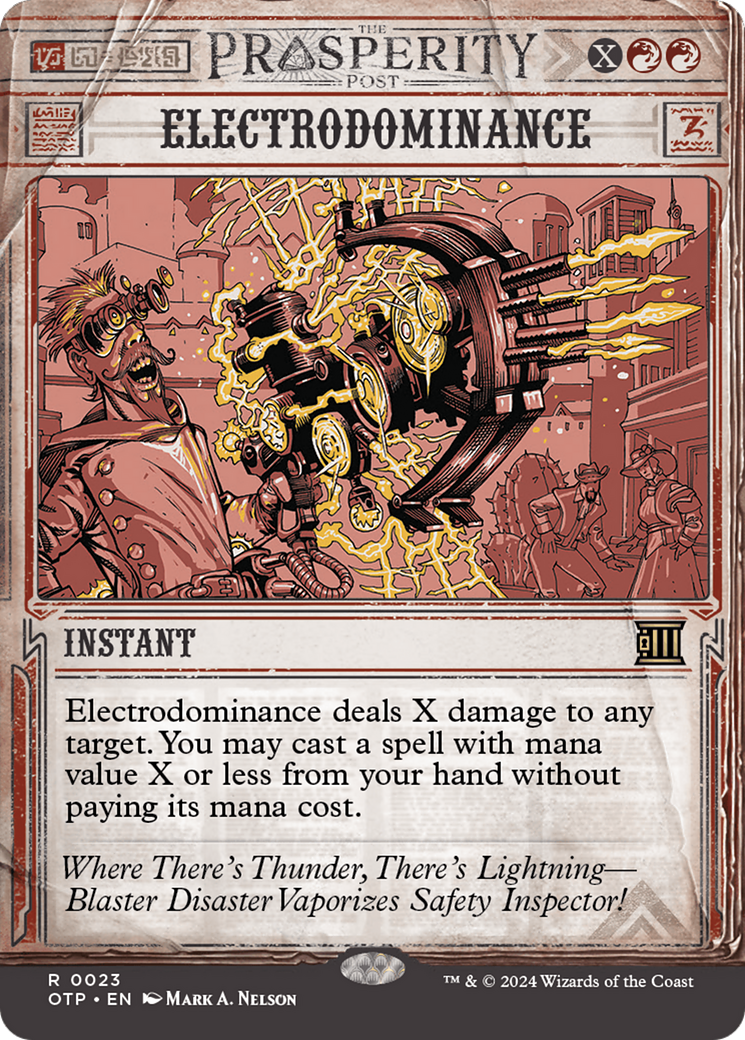 THE
PROSPERITY
POST
X
ELECTRODOMINANCE
INSTANT
Electrodominance deals X damage to any
target. You may cast a spell with mana
value X or less from your hand without
paying its mana cost.
Where There's Thunder, There's Lightning—
Blaster Disaster Vaporizes Safety Inspector!
R 0023
OTP • EN Mark A. Nelson
™ & © 2024 Wizards of the Coast